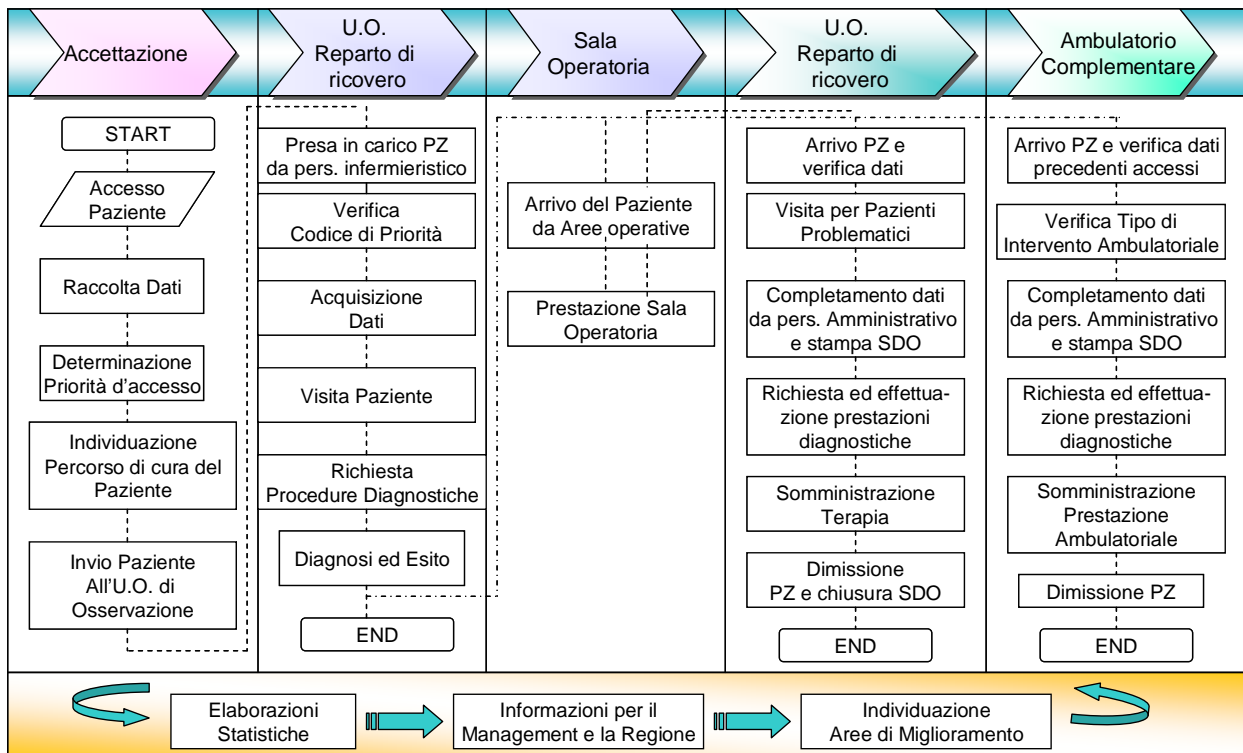 Accettazione
U.O.
Reparto di
ricovero
Sala
Operatoria
U.O.
Reparto di
ricovero
Ambulatorio
Complementare
START
Accesso
Paziente
Raccolta Dati
Determinazione
Priorità d'accesso
Individuazione
Percorso di cura del
Paziente
Invio Paziente
All'U.O. di
Osservazione
Presa in carico PZ
da pers. infermieristico
Verifica
Codice di Priorità
Acquisizione
Dati
Visita Paziente
Richiesta
Procedure Diagnostiche
Diagnosi ed Esito
END
Arrivo del Paziente
da Aree operative
Prestazione Sala
Operatoria
Arrivo PZ e
verifica dati
Visita per Pazienti
Problematici
Completamento dati
da pers. Amministrativo
e stampa SDO
Richiesta ed effettua-
zione prestazioni
diagnostiche
Somministrazione
Terapia
Dimissione
PZ e chiusura SDO
END
Arrivo PZ e verifica dati
precedenti accessi
Verifica Tipo di
Intervento Ambulatoriale
Completamento dati
da pers. Amministrativo
e stampa SDO
Richiesta ed effettua-
zione prestazioni
diagnostiche
Somministrazione
Prestazione
Ambulatoriale
Dimissione PZ
END
Elaborazioni
Statistiche
Informazioni per il
Management e la Regione
Individuazione
Aree di Miglioramento